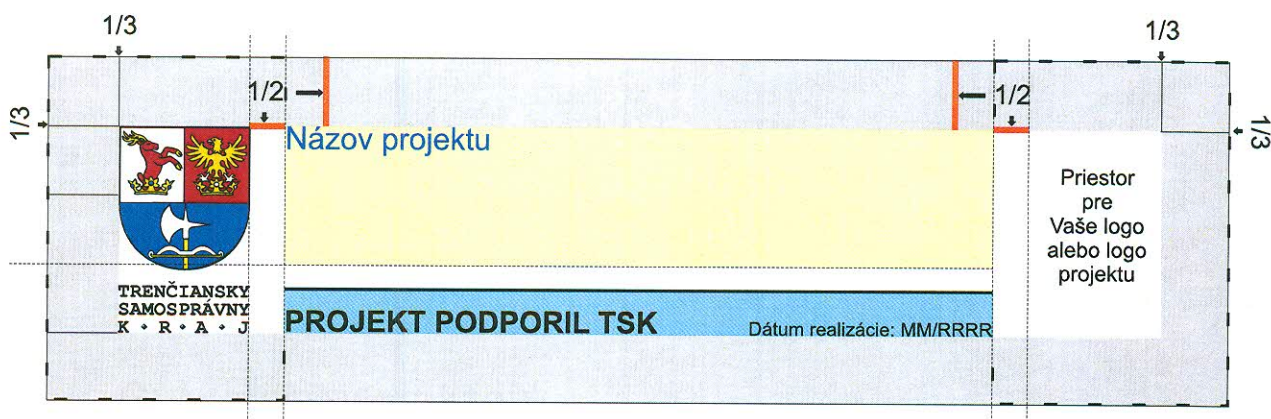 1/3
1/3
1/2
1/2
1/3
1/3
Názov projektu
Priestor
pre
Vaše logo
alebo logo
projektu
TRENČIANSKY
SAMOSPRÁVNY
K • R • A • J
PROJEKT PODPORIL TSK
Dátum realizácie: MM/RRRR